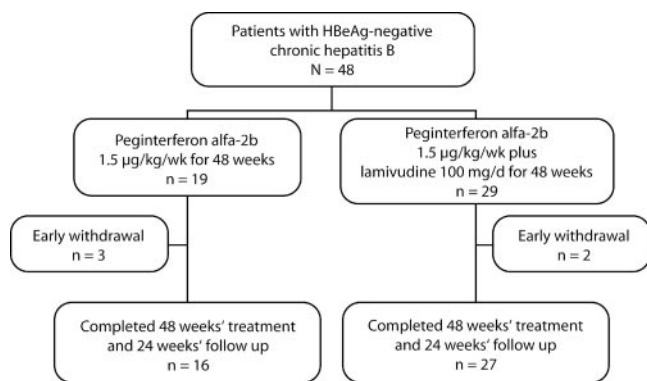 Patients with HBeAg-negative
chronic hepatitis B
N = 48
Peginterferon alfa-2b
1.5 µg/kg/wk for 48 weeks
n = 19
Peginterferon alfa-2b
1.5 µg/kg/wk plus
lamivudine 100 mg/d for 48 weeks
n = 29
Early withdrawal
n = 3
Early withdrawal
n = 2
Completed 48 weeks’ treatment
and 24 weeks’ follow up
n = 16
Completed 48 weeks’ treatment
and 24 weeks’ follow up
n = 27